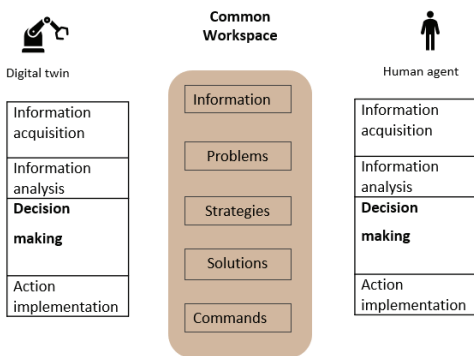 Common
Workspace
Digital twin
Human agent
Information
acquisition
Information
analysis
Decision
making
Action
implementation
Information
Problems
Strategies
Solutions
Commands
Information
acquisition
Information
analysis
Decision
making
Action
implementation